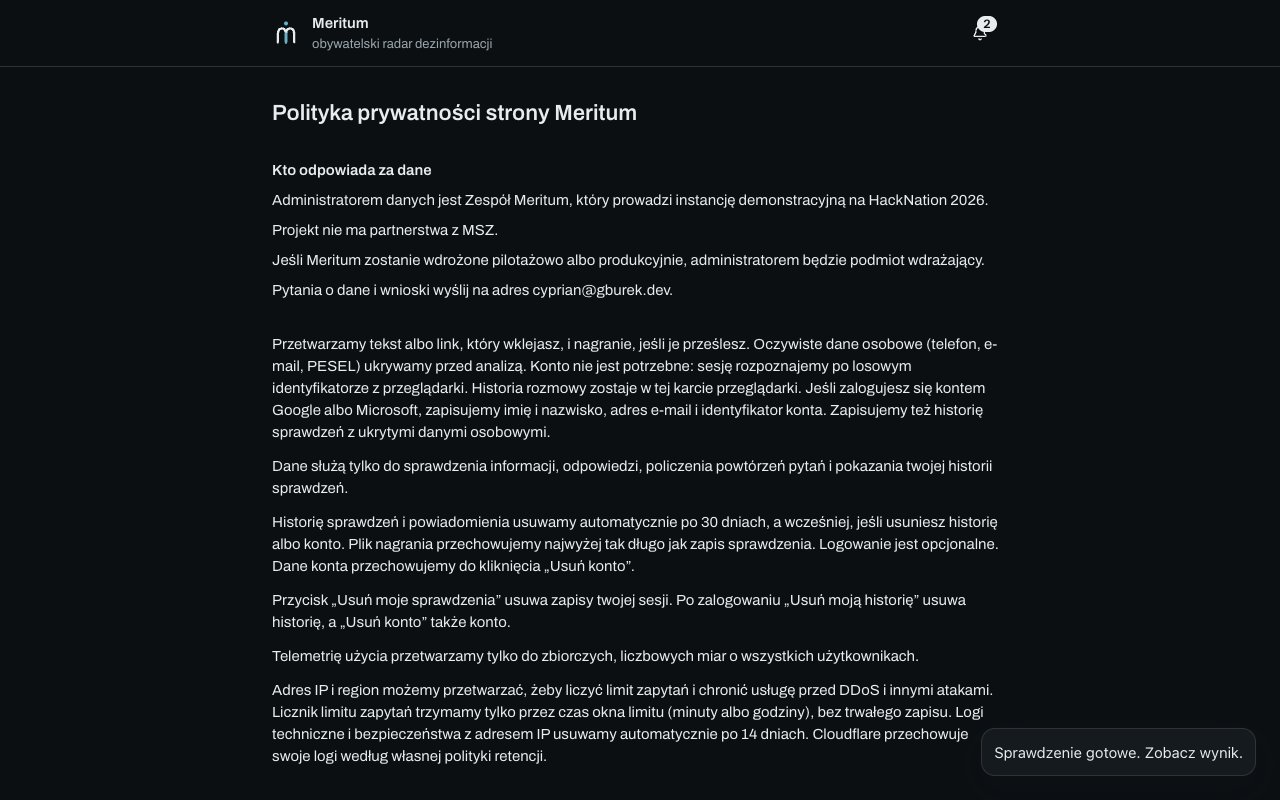 Meritum
obywatelski radar dezinformacji
2
Polityka prywatności strony Meritum
Kto odpowiada za dane
Administratorem danych jest Zespół Meritum, który prowadzi instancję demonstracyjną na HackNation 2026.
Projekt nie ma partnerstwa z MSZ.
Jeśli Meritum zostanie wdrożone pilotażowo albo produkcyjnie, administratorem będzie podmiot wdrażający.
Pytania o dane i wnioski wyślij na adres cyprian@gburek.dev.
Przetwarzamy tekst albo link, który wklejasz, i nagranie, jeśli je prześlesz. Oczywiste dane osobowe (telefon, e-
mail, PESEL) ukrywamy przed analizą. Konto nie jest potrzebne: sesję rozpoznajemy po losowym
identyfikatorze z przeglądarki. Historia rozmowy zostaje w tej karcie przeglądarki. Jeśli zalogujesz się kontem
Google albo Microsoft, zapisujemy imię i nazwisko, adres e-mail i identyfikator konta. Zapisujemy też historię
sprawdzeń z ukrytymi danymi osobowymi.
Dane służą tylko do sprawdzenia informacji, odpowiedzi, policzenia powtórzeń pytań i pokazania twojej historii
sprawdzeń.
Historię sprawdzeń i powiadomienia usuwamy automatycznie po 30 dniach, a wcześniej, jeśli usuniesz historię
albo konto. Plik nagrania przechowujemy najwyżej tak długo jak zapis sprawdzenia. Logowanie jest opcjonalne.
Dane konta przechowujemy do kliknięcia „Usuń konto”.
Przycisk „Usuń moje sprawdzenia” usuwa zapisy twojej sesji. Po zalogowaniu „Usuń moją historię” usuwa
historię, a „Usuń konto” także konto.
Telemetrię użycia przetwarzamy tylko do zbiorczych, liczbowych miar o wszystkich użytkownikach.
Adres IP i region możemy przetwarzać, żeby liczyć limit zapytań i chronić usługę przed DDoS i innymi atakami.
Licznik limitu zapytań trzymamy tylko przez czas okna limitu (minuty albo godziny), bez trwałego zapisu. Logi
techniczne i bezpieczeństwa z adresem IP usuwamy automatycznie po 14 dniach. Cloudflare przechowuje
swoje logi według własnej polityki retencji.
Sprawdzenie gotowe. Zobacz wynik.